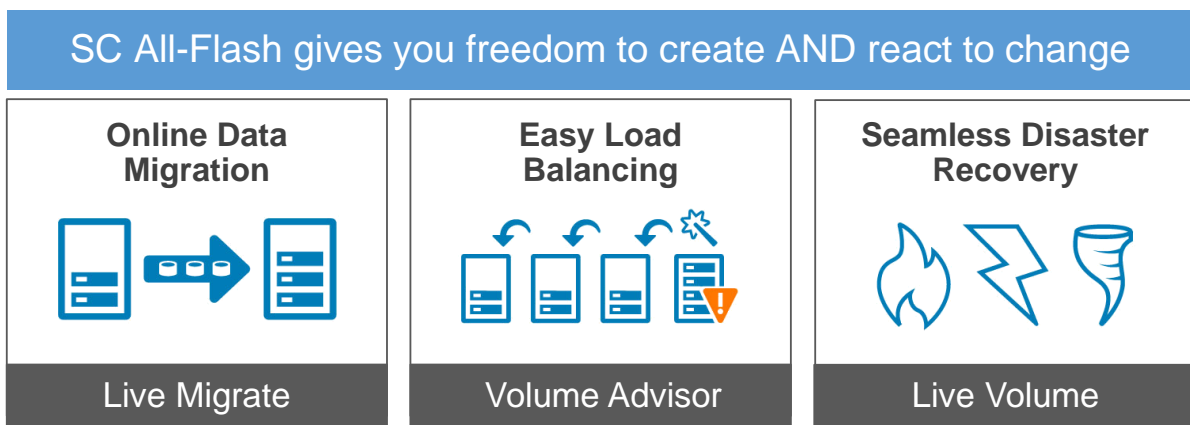 SC All-Flash gives you freedom to create AND react to change
Online Data
Migration
Live Migrate
Easy Load
Balancing
Volume Advisor
Seamless Disaster
Recovery
Live Volume